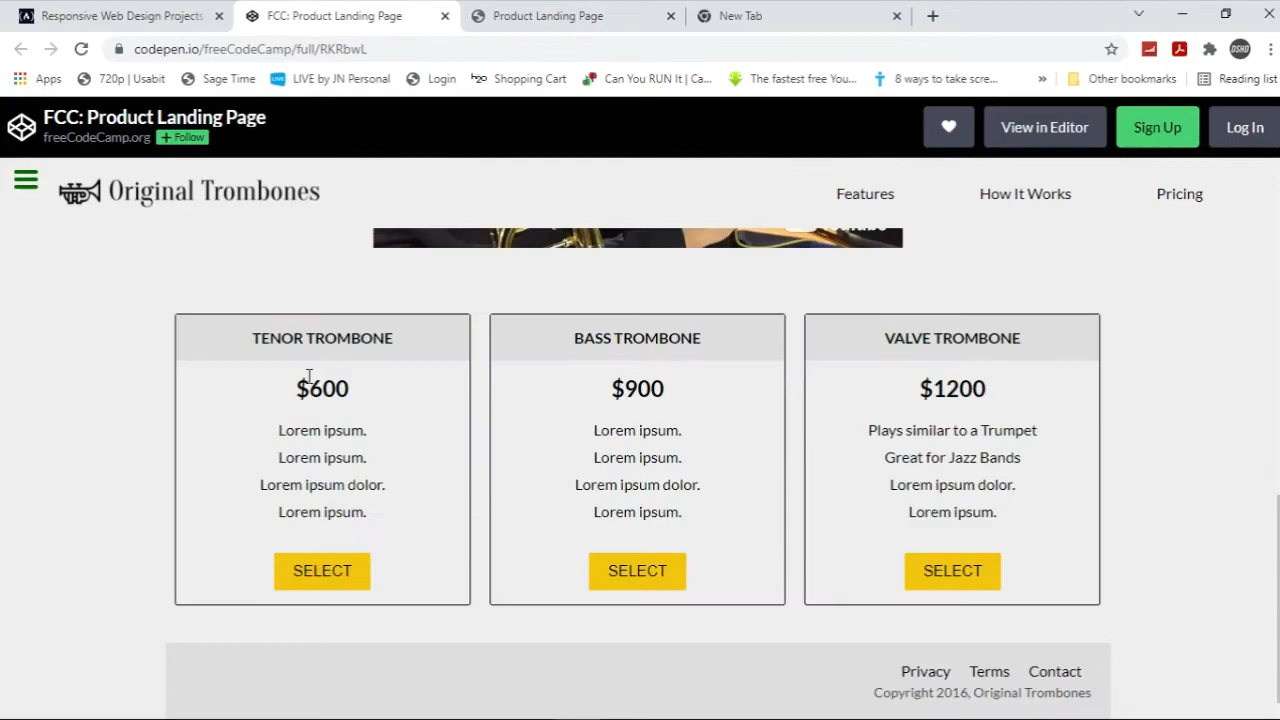 Responsive Web Design Projects
FCC: Product Landing Page
Product Landing Page
New Tab
codepen.io/freeCodeCamp/full/RKRbwL
OSHO
Apps
720p | Usabit
Sage Time
LIVE
LIVE by JN Personal
Login
h2o
Shopping Cart
Can You RUN It | Ca...
The fastest free You...
8 ways to take scre...
»
Other bookmarks
Reading list
FCC: Product Landing Page
freeCodeCamp.org
+ Follow
View in Editor
Sign Up
Log In
Original Trombones
Features
How It Works
Pricing
TENOR TROMBONE
$600
Lorem ipsum.
Lorem ipsum.
Lorem ipsum dolor.
Lorem ipsum.
SELECT
BASS TROMBONE
$900
Lorem ipsum.
Lorem ipsum.
Lorem ipsum dolor.
Lorem ipsum.
SELECT
VALVE TROMBONE
$1200
Plays similar to a Trumpet
Great for Jazz Bands
Lorem ipsum dolor.
Lorem ipsum.
SELECT
Privacy Terms Contact
Copyright 2016, Original Trombones